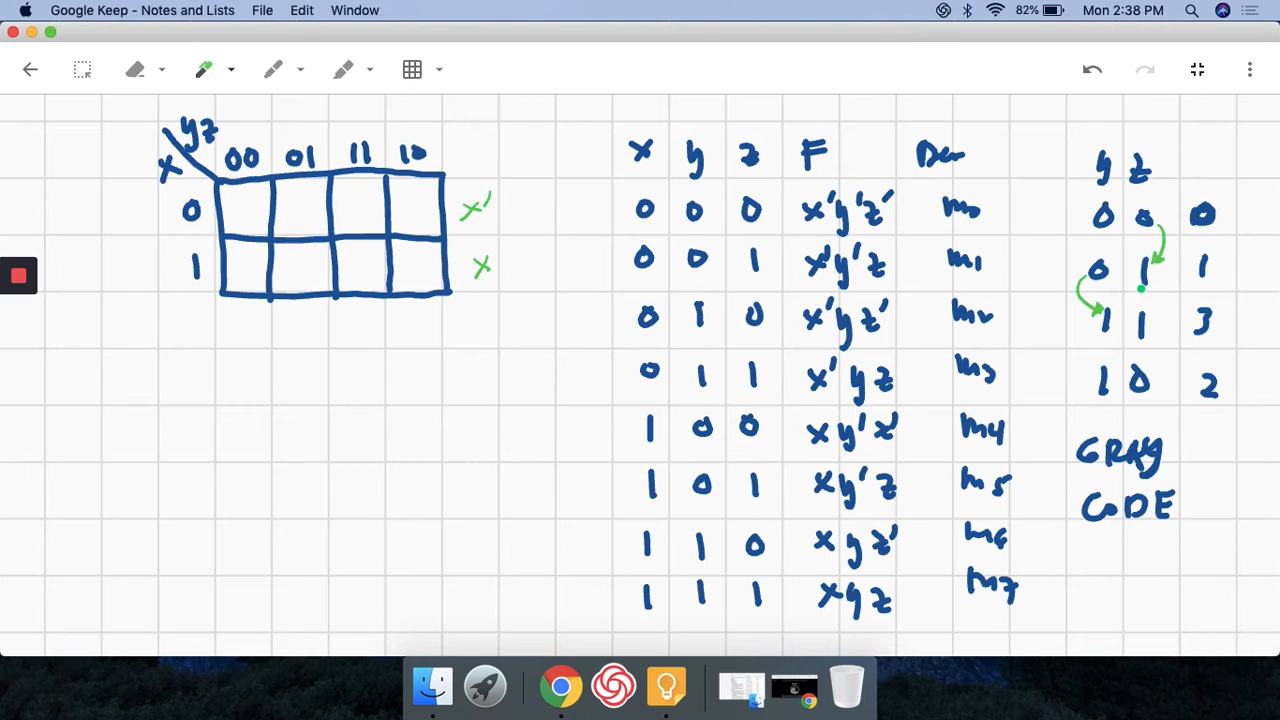 Google Keep - Notes and Lists File Edit Window 82% Mon 2:38 PM
yz
x 00 01 11 10
0 x'
1 x
x y z F Den
0 0 0 x'y'z' m0
0 0 1 x'y'z m1
0 1 0 x'yz' m2
0 1 1 x'yz m3
1 0 0 xy'z' m4
1 0 1 xy'z m5
1 1 0 xyz' m6
1 1 1 xyz m7
y z
0 0 0
0 1 1
1 1 3
1 0 2
GRAY
CODE